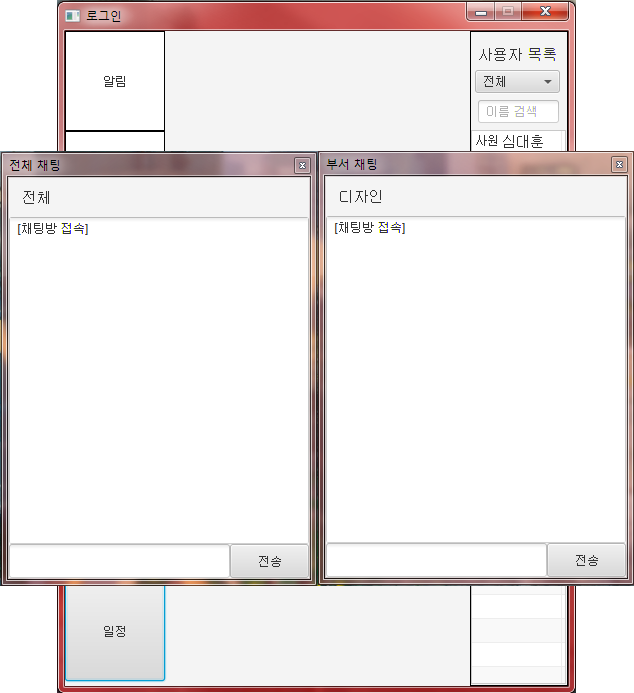 로그인
알림
사용자 목록
전체
이름 검색
사원 심대훈
전체 채팅
전체
[채팅방 접속]
전송
부서 채팅
디자인
[채팅방 접속]
전송
일정